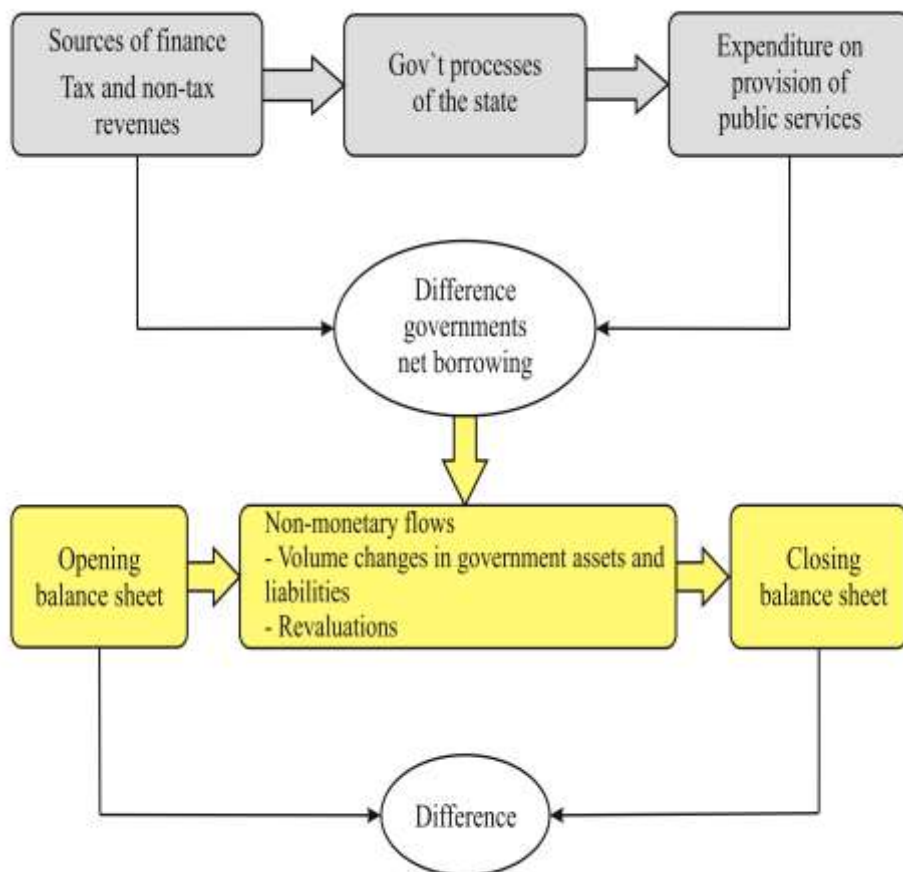 Sources of finance
Tax and non-tax
revenues
Gov`t processes
of the state
Expenditure on
provision of
public services
Difference
governments
net borrowing
Opening
balance sheet
Non-monetary flows
- Volume changes in government assets and
liabilities
- Revaluations
Closing
balance sheet
Difference